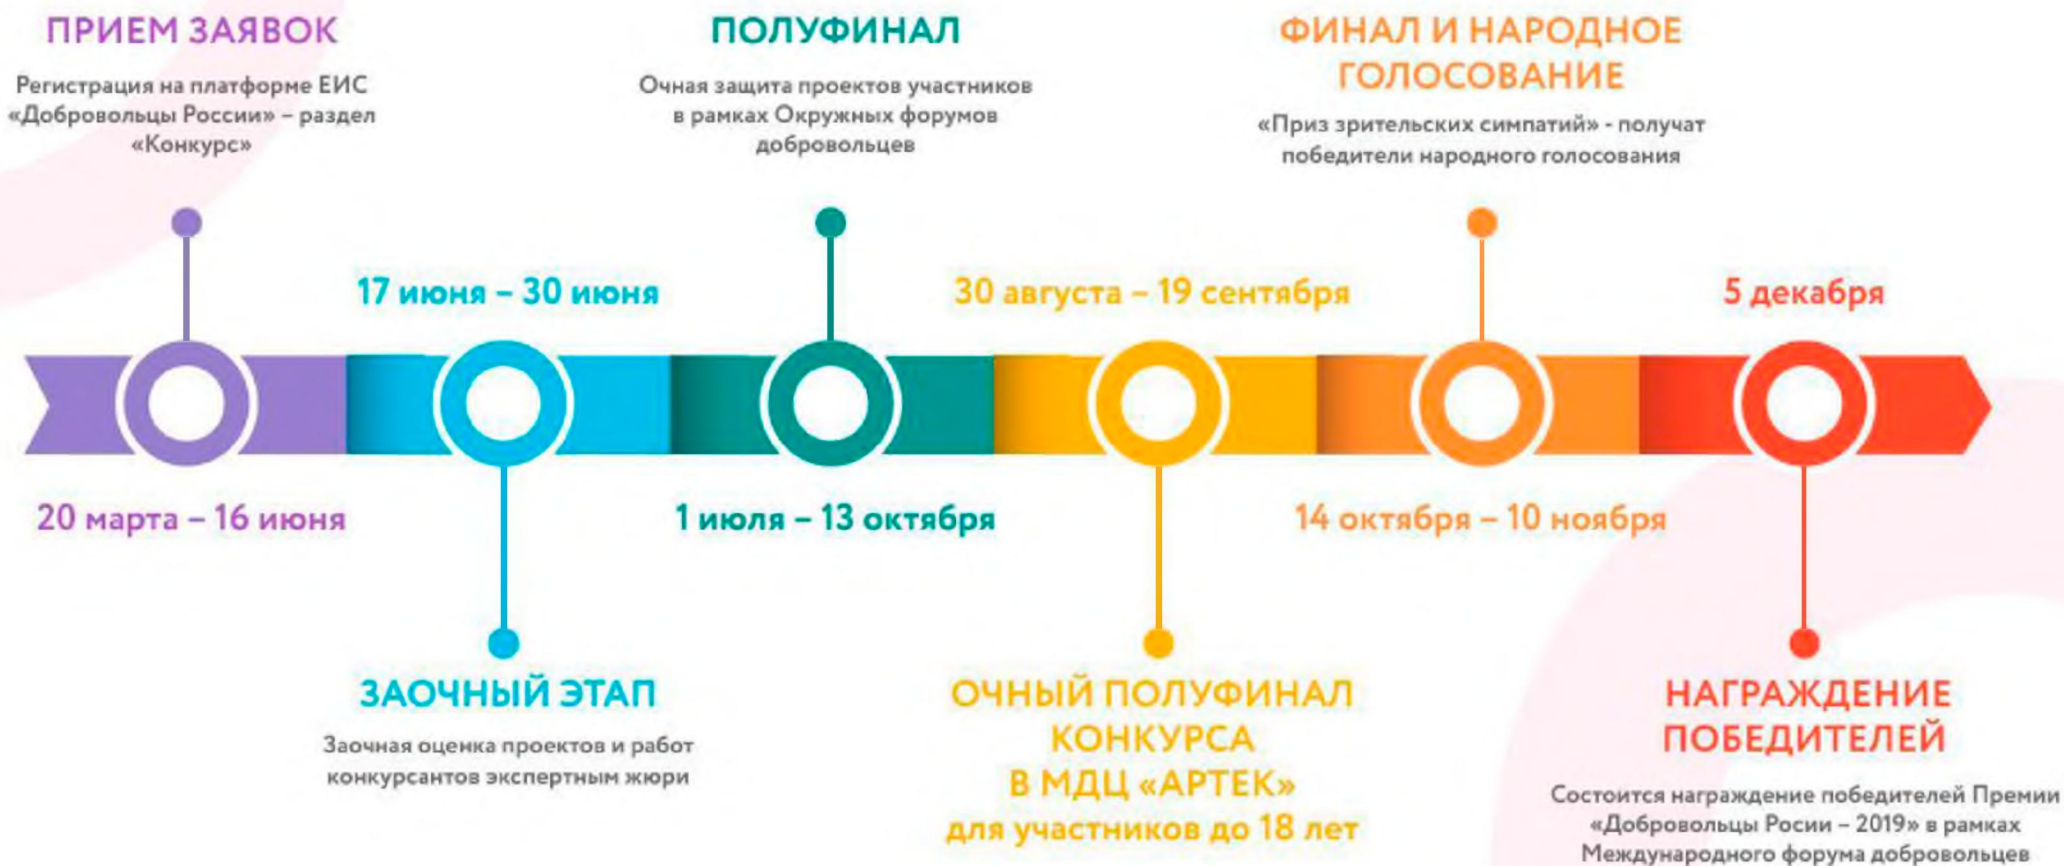 ПРИЕМ ЗАЯВОК
Регистрация на платформе ЕИС
«Добровольцы России» – раздел
«Конкурс»
20 марта – 16 июня
17 июня – 30 июня
ЗАОЧНЫЙ ЭТАП
Заочная оценка проектов и работ
конкурсантов экспертным жюри
ПОЛУФИНАЛ
Очная защита проектов участников
в рамках Окружных форумов
добровольцев
1 июля – 13 октября
30 августа – 19 сентября
ОЧНЫЙ ПОЛУФИНАЛ
КОНКУРСА
В МДЦ «АРТЕК»
для участников до 18 лет
ФИНАЛ И НАРОДНОЕ
ГОЛОСОВАНИЕ
«Приз зрительских симпатий» - получат
победители народного голосования
14 октября – 10 ноября
5 декабря
НАГРАЖДЕНИЕ
ПОБЕДИТЕЛЕЙ
Состоится награждение победителей Премии
«Добровольцы Росии – 2019» в рамках
Международного форума добровольцев